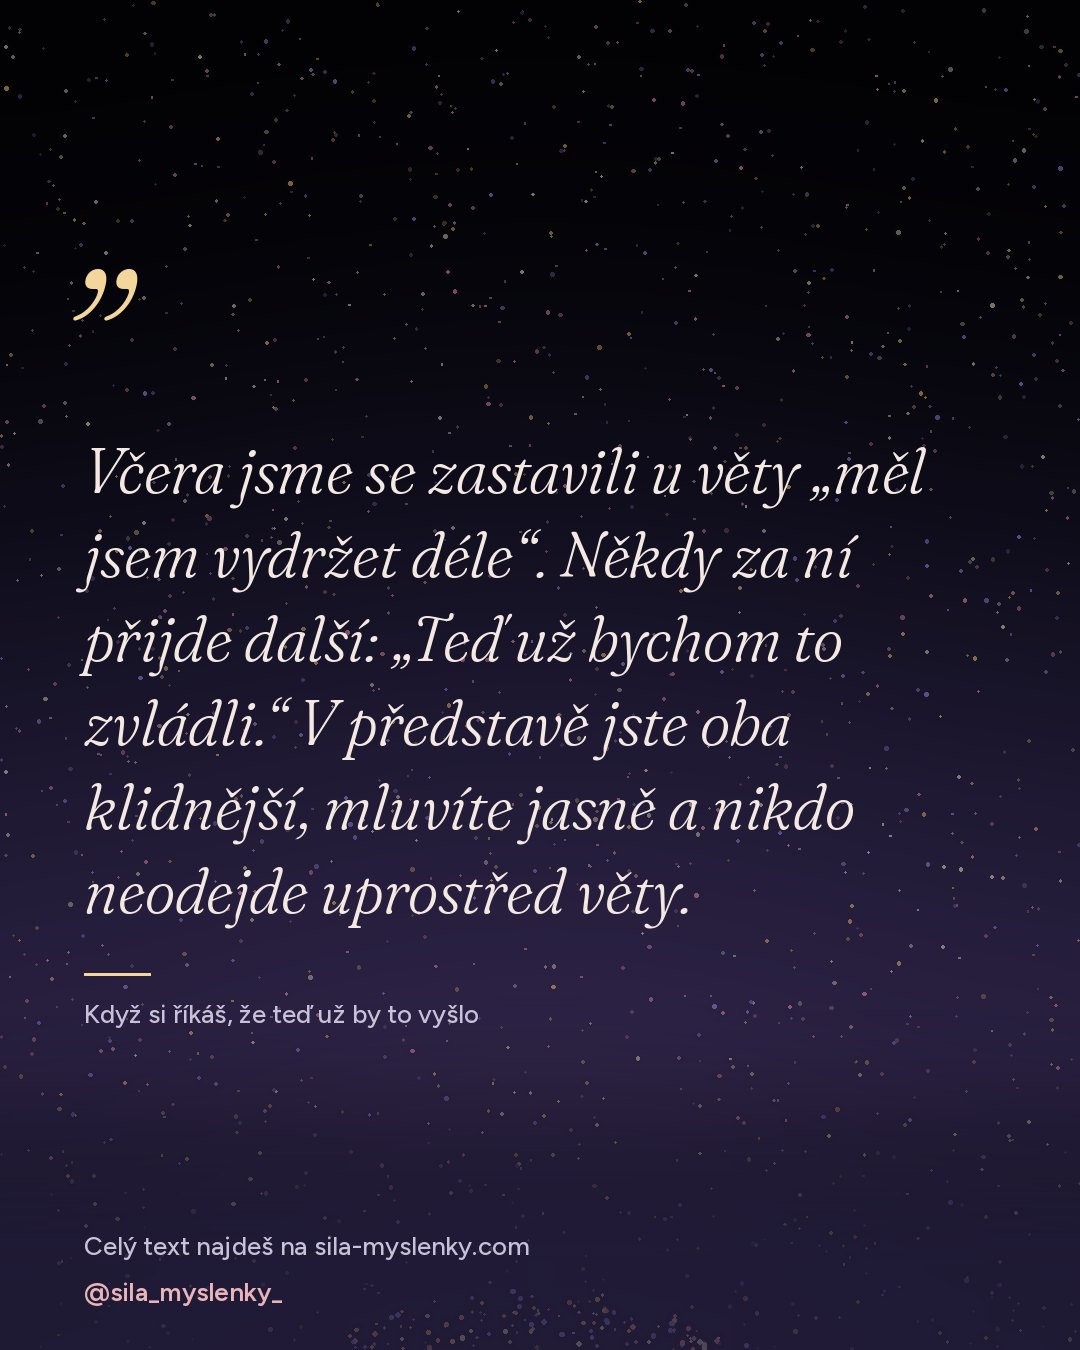 ”
Včera jsme se zastavili u věty „měl
jsem vydržet déle“. Někdy za ní
přijde další: „Teď už bychom to
zvládli.“ V představě jste oba
klidnější, mluvíte jasně a nikdo
neodejde uprostřed věty.
Když si říkáš, že teď už by to vyšlo
Celý text najdeš na sila-myslenky.com
@sila_myslenky_